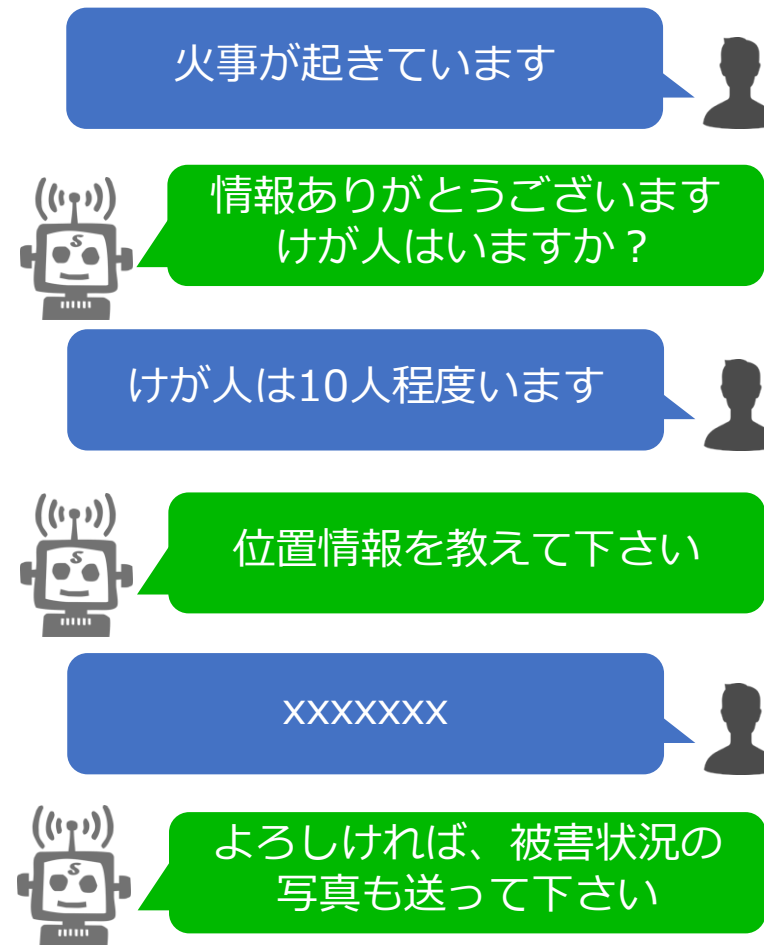 火事が起きています
情報ありがとうございます
けが人はいますか？
けが人は10人程度います
位置情報を教えて下さい
xxxxxxx
よろしければ、被害状況の
写真も送って下さい